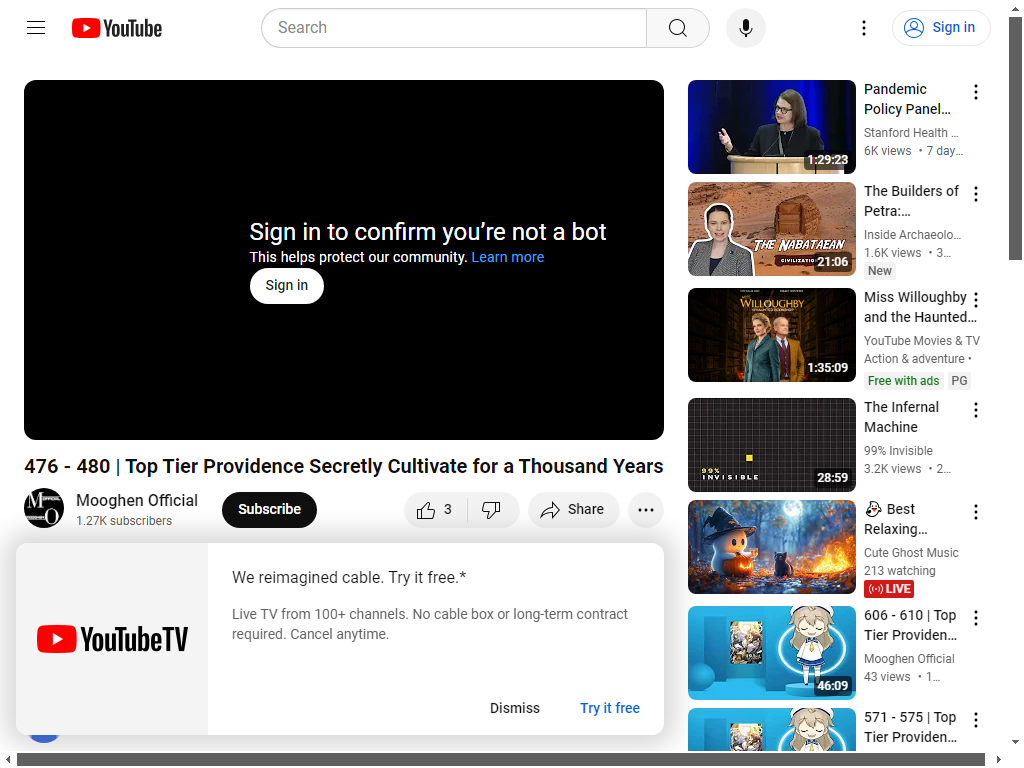 YouTube
Search
Sign in
Sign in to confirm you’re not a bot
This helps protect our community. Learn more
Sign in
476 - 480 | Top Tier Providence Secretly Cultivate for a Thousand Years
Mooghen Official
1.27K subscribers
Subscribe
3
Share
We reimagined cable. Try it free.*
Live TV from 100+ channels. No cable box or long-term contract
required. Cancel anytime.
YouTubeTV
Dismiss
Try it free
1:29:23
Pandemic
Policy Panel…
Stanford Health …
6K views • 7 day…
THE NABATAEAN
CIVILIZATION
21:06
The Builders of
Petra:…
Inside Archaeolo…
1.6K views • 3…
New
WILLOUGHBY
1:35:09
Miss Willoughby
and the Haunted…
YouTube Movies & TV
Action & adventure •
Free with ads
PG
99%
INVISIBLE
28:59
The Infernal
Machine
99% Invisible
3.2K views • 2…
👻 Best
Relaxing…
Cute Ghost Music
213 watching
LIVE
46:09
606 - 610 | Top
Tier Providen…
Mooghen Official
43 views • 1…
571 - 575 | Top
Tier Providen…